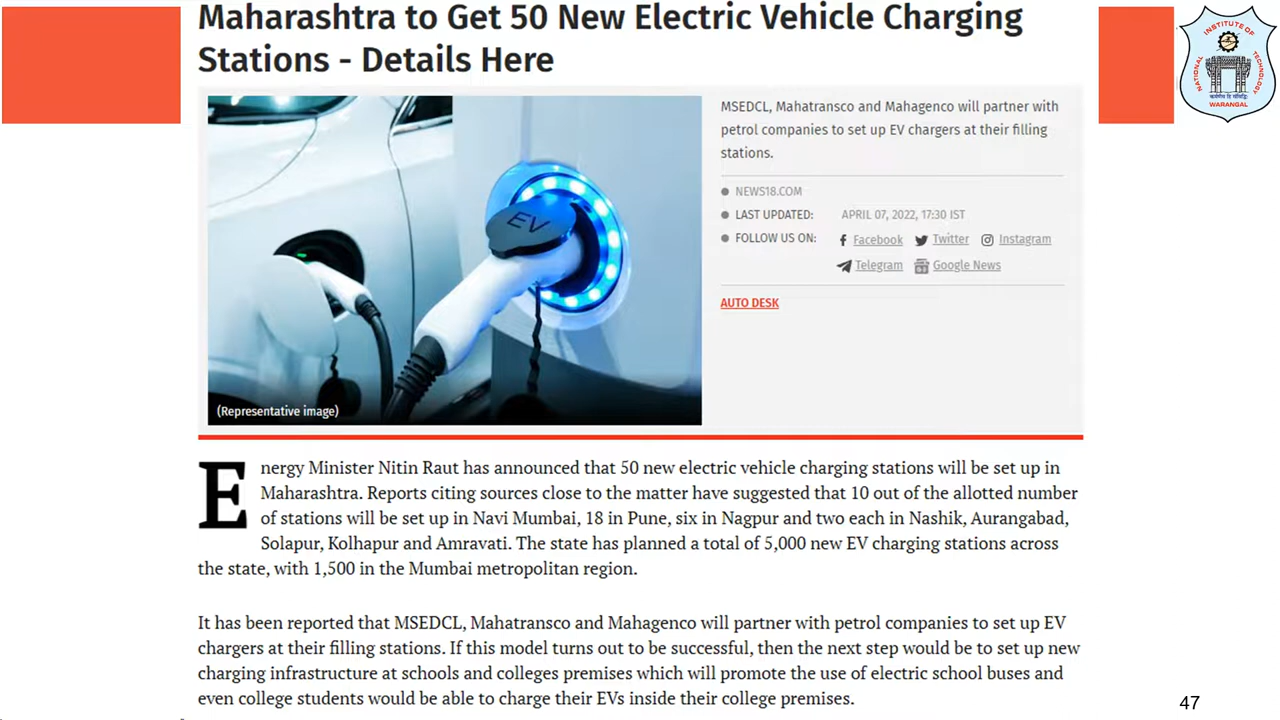 Maharashtra to Get 50 New Electric Vehicle Charging
Stations - Details Here
INSTITUTE OF
NATIONAL
TECHNOLOGY
WARANGAL
EV
(Representative image)
MSEDCL, Mahatransco and Mahagenco will partner with
petrol companies to set up EV chargers at their filling
stations.
NEWS18.COM
LAST UPDATED: APRIL 07, 2022, 17:30 IST
FOLLOW US ON: Facebook Twitter Instagram
Telegram Google News
AUTO DESK
Energy Minister Nitin Raut has announced that 50 new electric vehicle charging stations will be set up in
Maharashtra. Reports citing sources close to the matter have suggested that 10 out of the allotted number
of stations will be set up in Navi Mumbai, 18 in Pune, six in Nagpur and two each in Nashik, Aurangabad,
Solapur, Kolhapur and Amravati. The state has planned a total of 5,000 new EV charging stations across
the state, with 1,500 in the Mumbai metropolitan region.
It has been reported that MSEDCL, Mahatransco and Mahagenco will partner with petrol companies to set up EV
chargers at their filling stations. If this model turns out to be successful, then the next step would be to set up new
charging infrastructure at schools and colleges premises which will promote the use of electric school buses and
even college students would be able to charge their EVs inside their college premises.
47